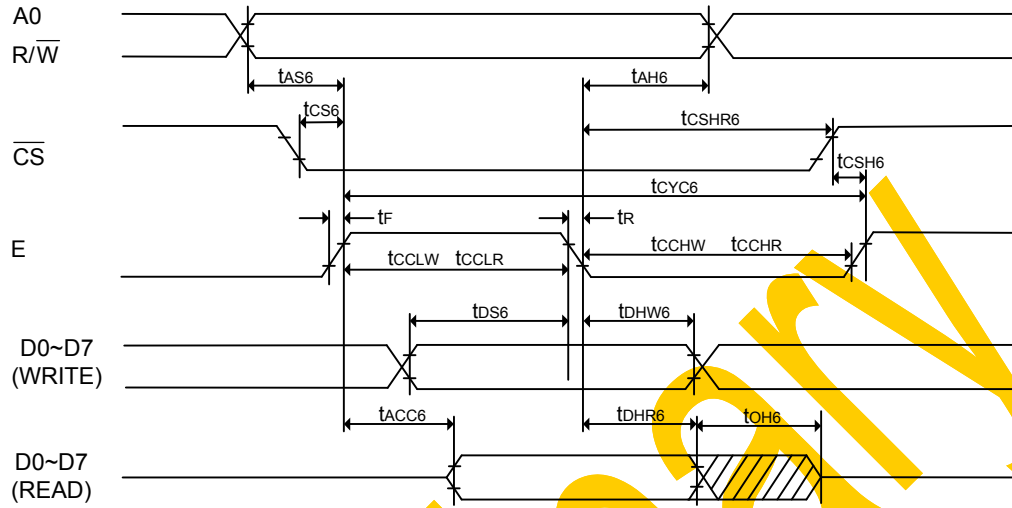 A0
R/W̅
tAS6
tAH6
tCS6
tCSHR6
C̅S̅
tCSH6
tCYC6
tF
tR
E
tCCLW tCCLR
tCCHW tCCHR
tDS6
tDHW6
D0~D7
(WRITE)
tACC6
tDHR6
tOH6
D0~D7
(READ)